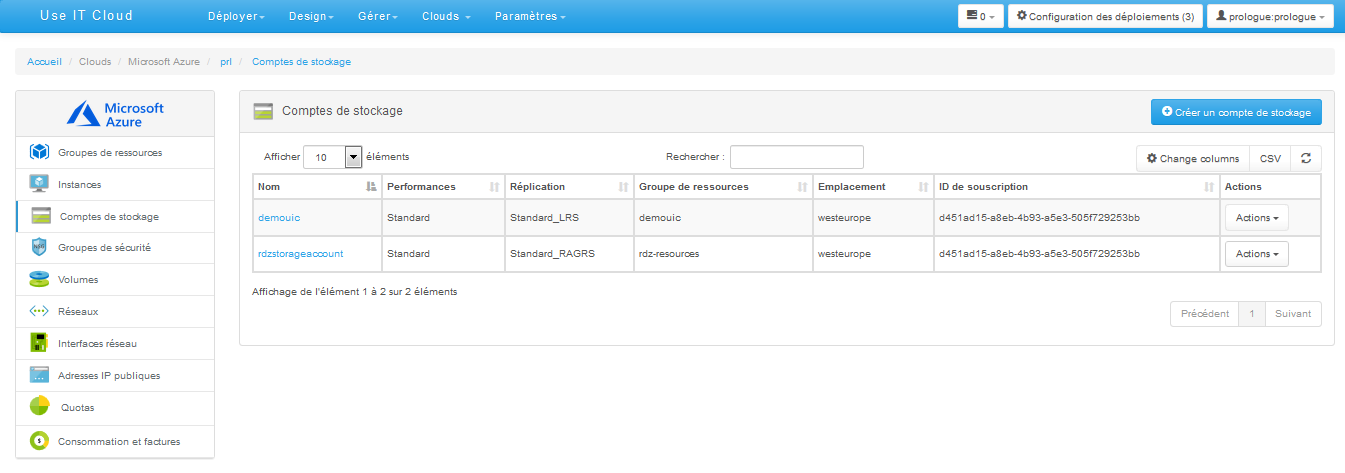 Use IT Cloud Déployer Design Gérer Clouds Paramètres 0 Configuration des déploiements (3) prologue:prologue
Accueil / Clouds / Microsoft Azure / prl / Comptes de stockage
Microsoft
Azure
Groupes de ressources
Instances
Comptes de stockage
Groupes de sécurité
Volumes
Réseaux
Interfaces réseau
Adresses IP publiques
Quotas
Consommation et factures
Comptes de stockage Créer un compte de stockage
Afficher 10 éléments Rechercher : Change columns CSV
Nom Performances Réplication Groupe de ressources Emplacement ID de souscription Actions
demouic Standard Standard_LRS demouic westeurope d451ad15-a8eb-4b93-a5e3-505f729253bb Actions
rdzstorageaccount Standard Standard_RAGRS rdz-resources westeurope d451ad15-a8eb-4b93-a5e3-505f729253bb Actions
Affichage de l'élément 1 à 2 sur 2 éléments
Précédent 1 Suivant